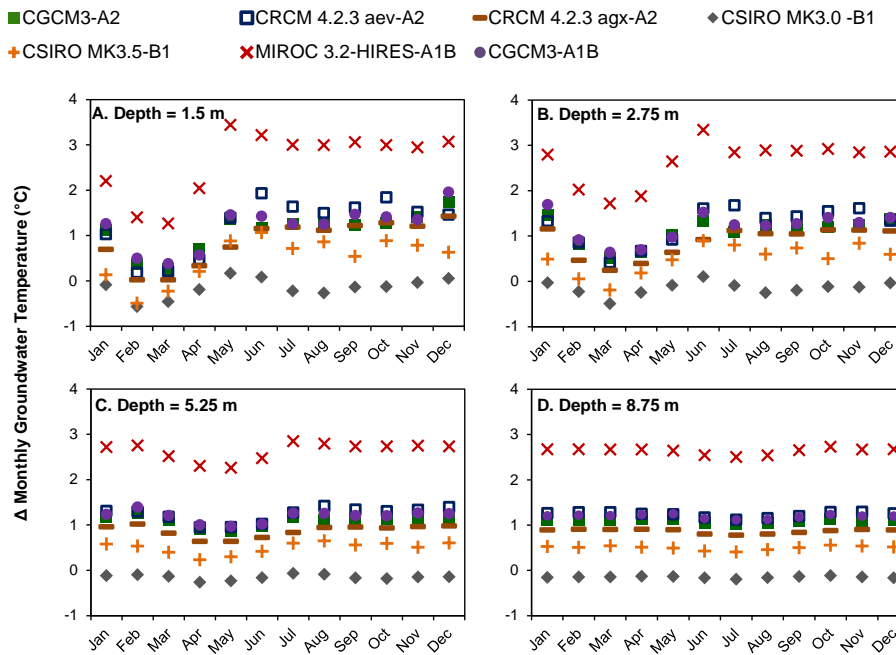 CGCM3-A2 CRCM 4.2.3 aev-A2 CRCM 4.2.3 agx-A2 CSIRO MK3.0 -B1
CSIRO MK3.5-B1 MIROC 3.2-HIRES-A1B CGCM3-A1B
Δ Monthly Groundwater Temperature (°C)
A. Depth = 1.5 m
4
3
2
1
0
-1
Jan Feb Mar Apr May Jun Jul Aug Sep Oct Nov Dec
B. Depth = 2.75 m
4
3
2
1
0
-1
Jan Feb Mar Apr May Jun Jul Aug Sep Oct Nov Dec
C. Depth = 5.25 m
4
3
2
1
0
-1
Jan Feb Mar Apr May Jun Jul Aug Sep Oct Nov Dec
D. Depth = 8.75 m
4
3
2
1
0
-1
Jan Feb Mar Apr May Jun Jul Aug Sep Oct Nov Dec